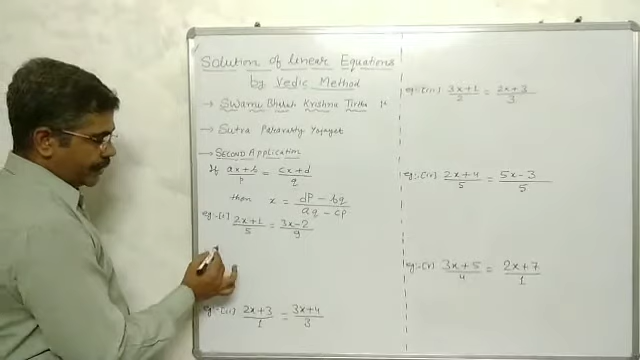 Solution of linear Equations
by Vedic Method
→ Swami Bharati Krishna Tirtha Ji
→ Sutra Paravartya Yojayet
→ SECOND Application
If (ax+b)/p = (cx+d)/q
then x = (dp - bq)/(aq - cp)
eg:-(i) (2x+1)/5 = (3x-2)/9
eg:-(ii) (2x+3)/1 = (3x+4)/3
eg:-(iii) (3x+1)/2 = (2x+3)/3
eg:-(iv) (2x+4)/5 = (5x-3)/5
eg:-(v) (3x+5)/4 = (2x+7)/1